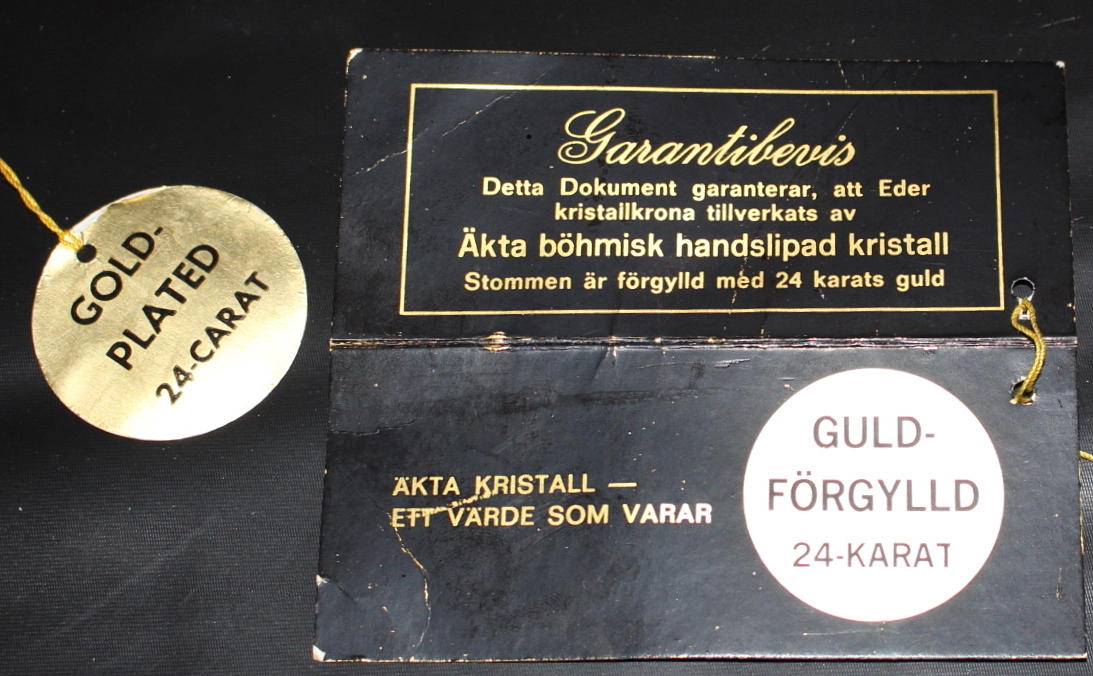 GOLD-
PLATED
24-CARAT
Garantibevis
Detta Dokument garanterar, att Eder
kristallkrona tillverkats av
Äkta böhmisk handslipad kristall
Stommen är förgylld med 24 karats guld
ÄKTA KRISTALL —
ETT VÄRDE SOM VARAR
GULD-
FÖRGYLLD
24-KARAT